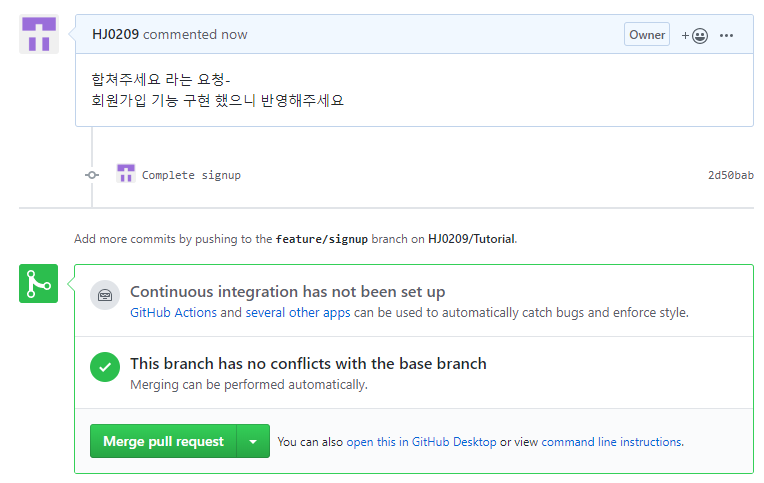 HJ0209 commented now
Owner
합쳐주세요 라는 요청-
회원가입 기능 구현 했으니 반영해주세요
Complete signup
2d50bab
Add more commits by pushing to the feature/signup branch on HJ0209/Tutorial.
Continuous integration has not been set up
GitHub Actions and several other apps can be used to automatically catch bugs and enforce style.
This branch has no conflicts with the base branch
Merging can be performed automatically.
Merge pull request
You can also open this in GitHub Desktop or view command line instructions.